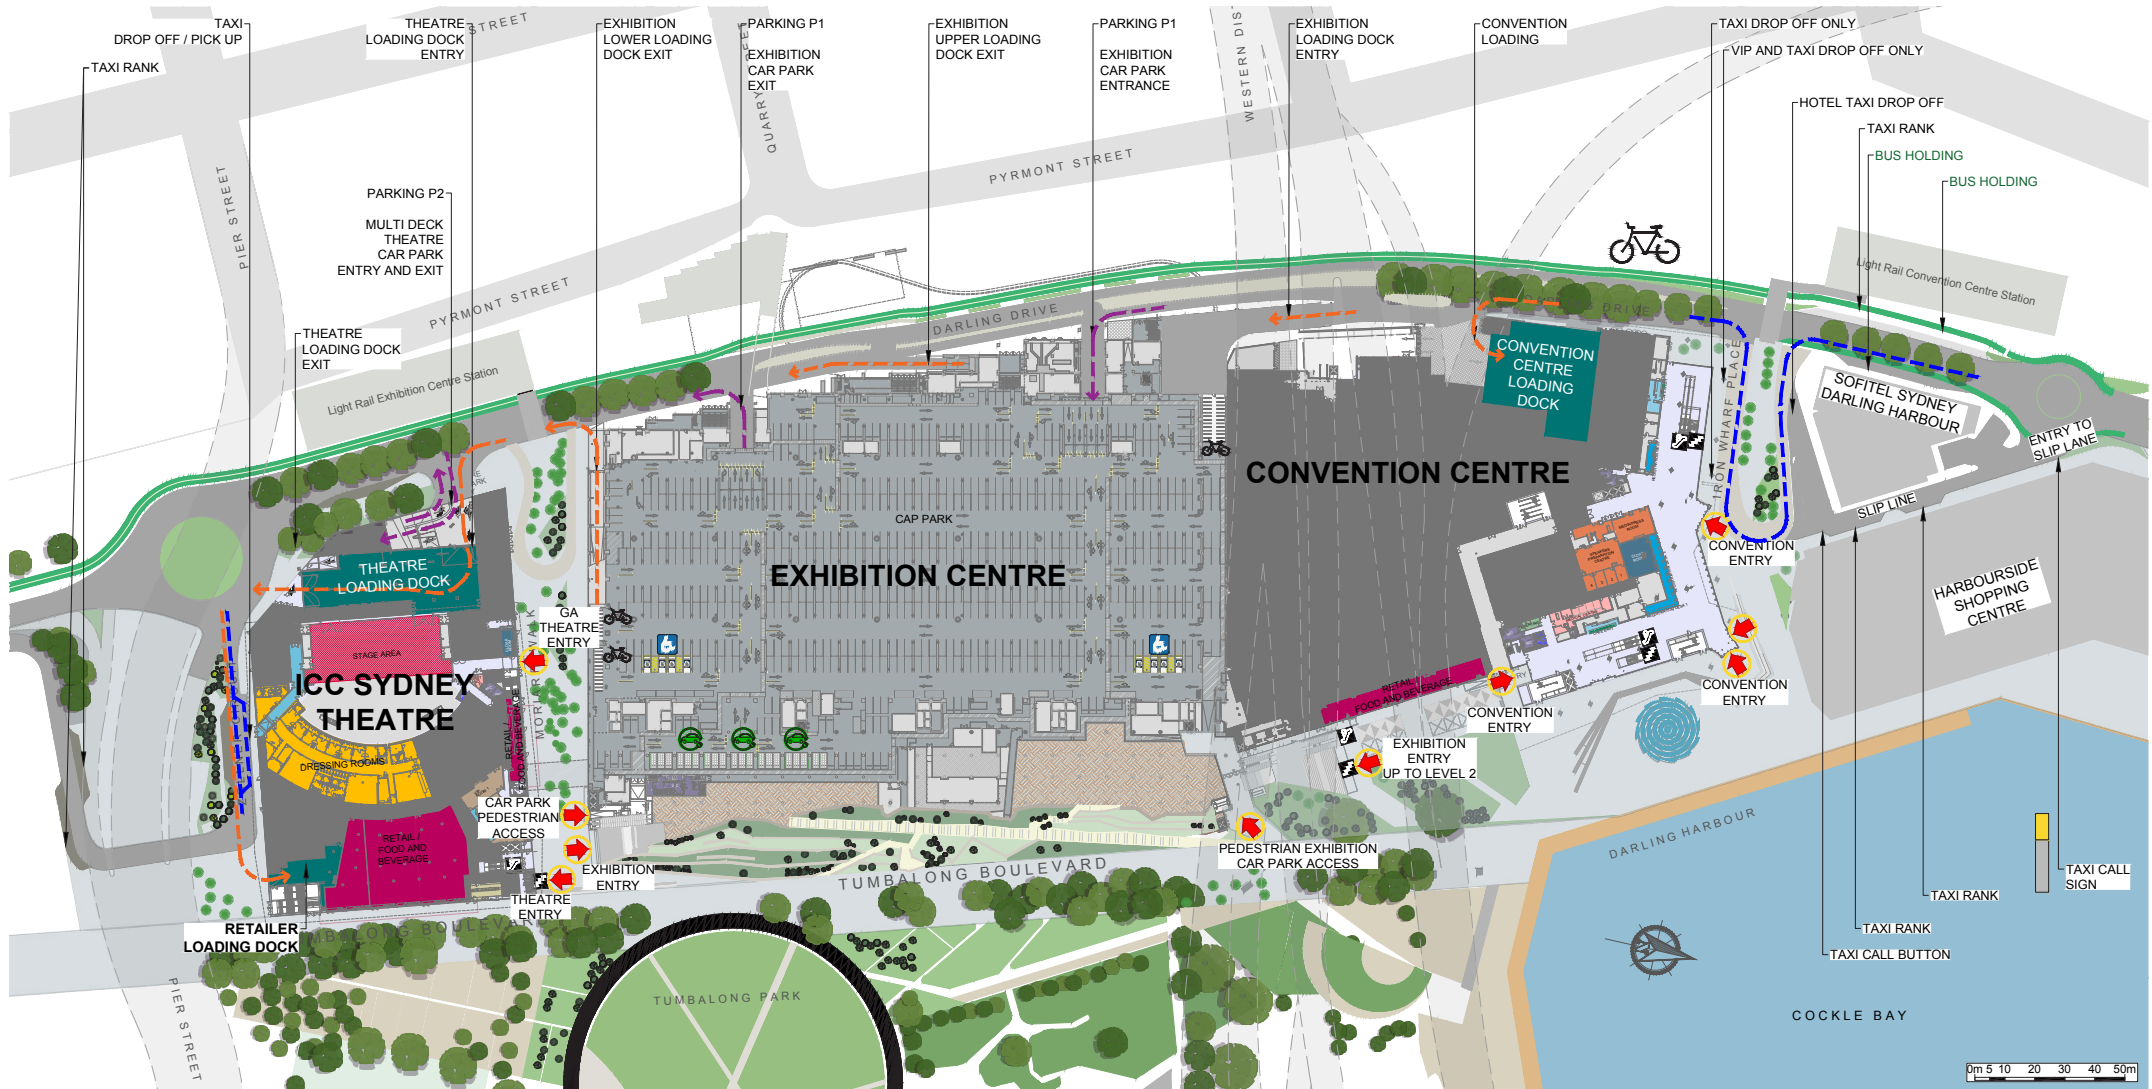 TAXI
DROP OFF / PICK UP
TAXI RANK
THEATRE
LOADING DOCK
ENTRY
STREET
EXHIBITION
LOWER LOADING
DOCK EXIT
PARKING P1
EXHIBITION
CAR PARK
EXIT
EXHIBITION
UPPER LOADING
DOCK EXIT
PARKING P1
EXHIBITION
CAR PARK
ENTRANCE
WESTERN DIS
EXHIBITION
LOADING DOCK
ENTRY
CONVENTION
LOADING
TAXI DROP OFF ONLY
VIP AND TAXI DROP OFF ONLY
HOTEL TAXI DROP OFF
TAXI RANK
BUS HOLDING
BUS HOLDING
PIER STREET
PARKING P2
MULTI DECK
THEATRE
CAR PARK
ENTRY AND EXIT
PYRMONT STREET
PYRMONT STREET
THEATRE
LOADING DOCK
EXIT
Light Rail Exhibition Centre Station
DARLING DRIVE
Light Rail Convention Centre Station
CONVENTION
CENTRE
LOADING
DOCK
IRON WHARF PLACE
SOFITEL SYDNEY
DARLING HARBOUR
ENTRY TO
SLIP LANE
SLIP LINE
CONVENTION CENTRE
CAP PARK
EXHIBITION CENTRE
THEATRE
LOADING DOCK
CONVENTION
ENTRY
HARBOURSIDE
SHOPPING
CENTRE
GA
THEATRE
ENTRY
STAGE AREA
ICC SYDNEY
THEATRE
DRESSING ROOMS
RETAIL /
FOOD AND BEVERAGE
RETAIL /
FOOD AND BEVERAGE
CONVENTION
ENTRY
CONVENTION
ENTRY
EXHIBITION
ENTRY
UP TO LEVEL 2
CAR PARK
PEDESTRIAN
ACCESS
RETAIL /
FOOD AND
BEVERAGE
EXHIBITION
ENTRY
THEATRE
ENTRY
PEDESTRIAN EXHIBITION
CAR PARK ACCESS
TUMBALONG BOULEVARD
DARLING HARBOUR
RETAILER
LOADING DOCK
TAXI CALL
SIGN
TAXI RANK
TAXI RANK
TAXI CALL BUTTON
PIER STREET
TUMBALONG PARK
COCKLE BAY
0m 5 10 20 30 40 50m